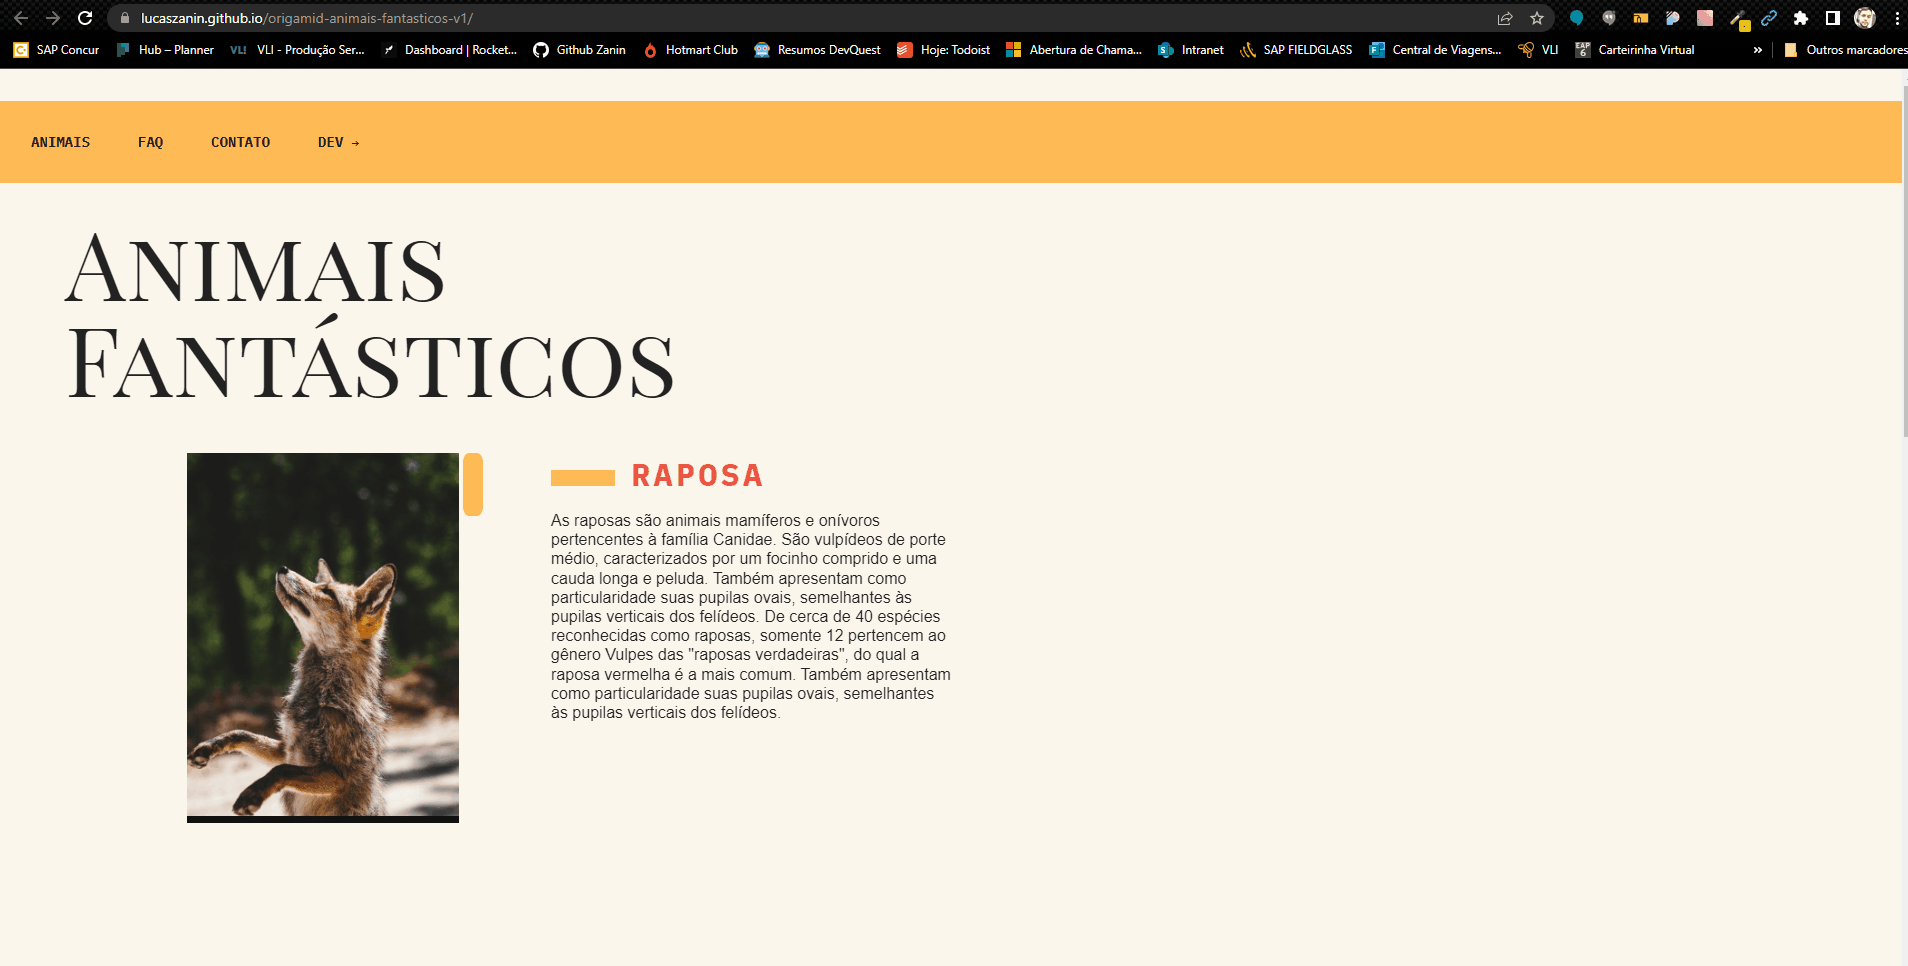 lucaszanin.github.io/origamid-animais-fantasticos-v1/
SAP Concur Hub – Planner VLI - Produção Ser... Dashboard | Rocket... Github Zanin Hotmart Club Resumos DevQuest Hoje: Todoist Abertura de Chama... Intranet SAP FIELDGLASS Central de Viagens... VLI Carteirinha Virtual » Outros marcadores
ANIMAIS FAQ CONTATO DEV →
Animais
Fantásticos
RAPOSA
As raposas são animais mamíferos e onívoros
pertencentes à família Canidae. São vulpídeos de porte
médio, caracterizados por um focinho comprido e uma
cauda longa e peluda. Também apresentam como
particularidade suas pupilas ovais, semelhantes às
pupilas verticais dos felídeos. De cerca de 40 espécies
reconhecidas como raposas, somente 12 pertencem ao
gênero Vulpes das "raposas verdadeiras", do qual a
raposa vermelha é a mais comum. Também apresentam
como particularidade suas pupilas ovais, semelhantes
às pupilas verticais dos felídeos.